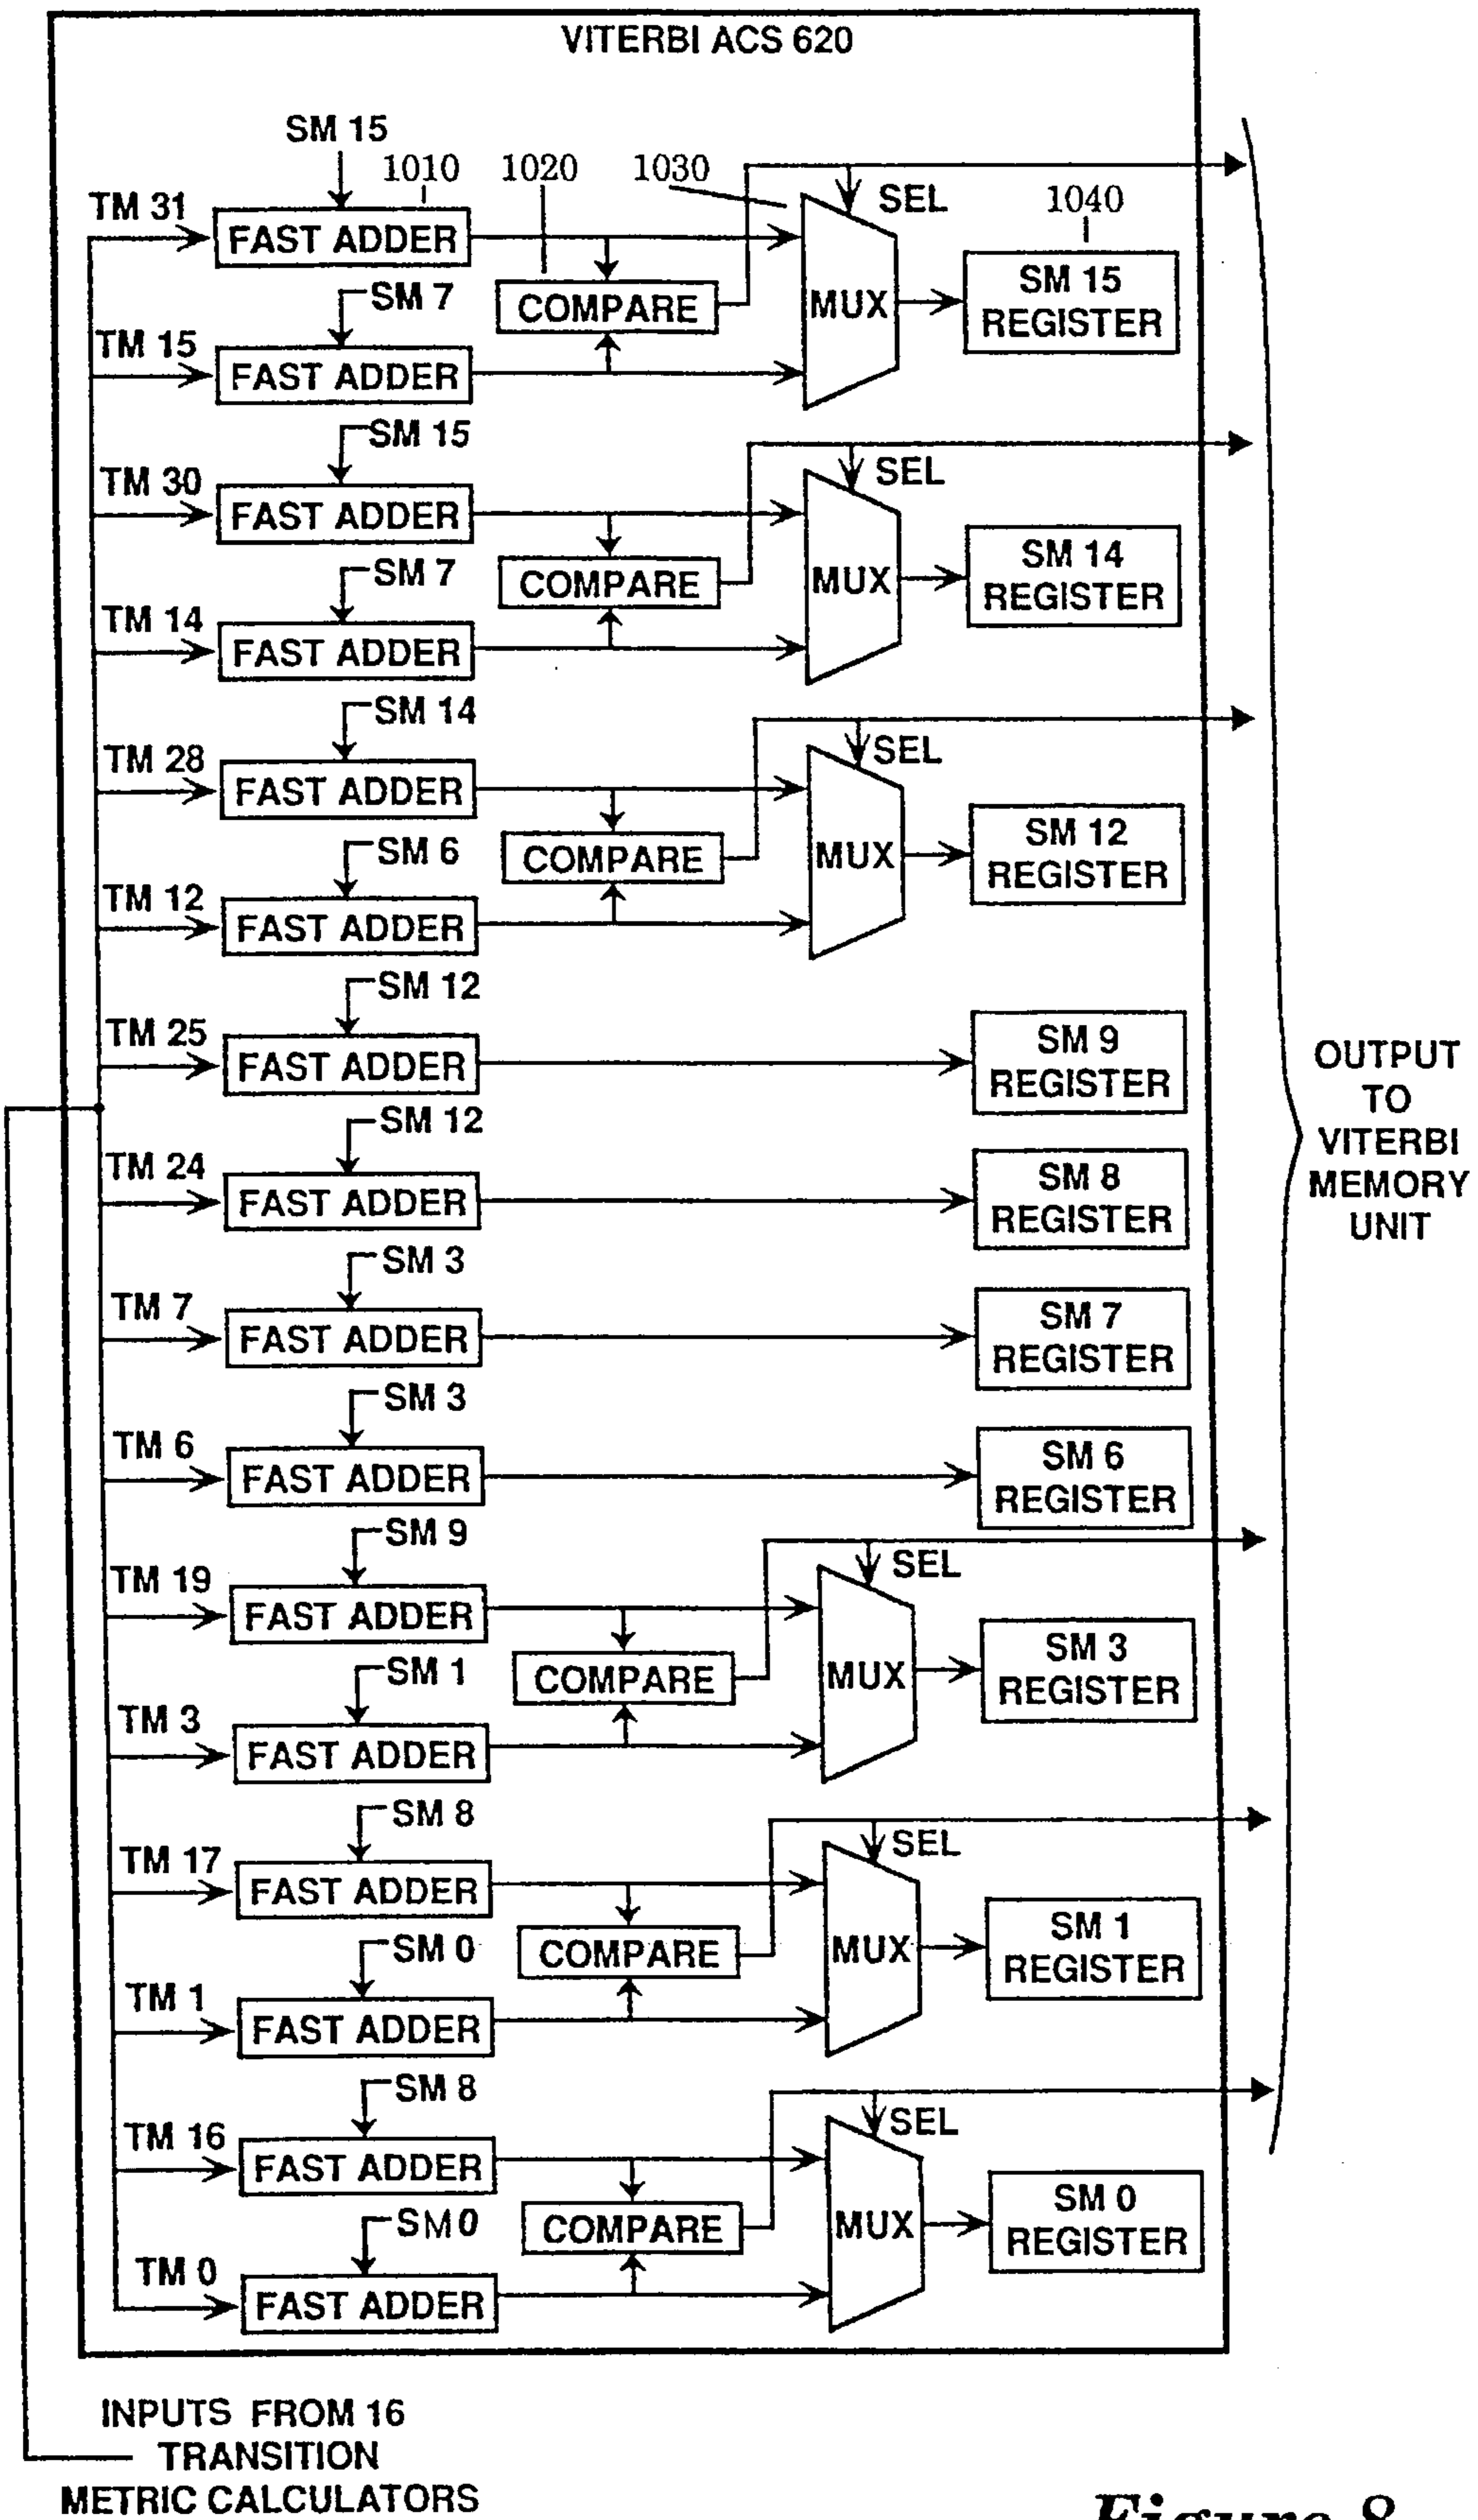 VITERBI ACS 620
SM 15
1010
1020
1030
SEL
1040
TM 31
FAST ADDER
SM 15
REGISTER
SM 7
COMPARE
MUX
TM 15
FAST ADDER
SM 15
SEL
TM 30
FAST ADDER
SM 14
REGISTER
SM 7
COMPARE
MUX
TM 14
FAST ADDER
SM 14
SEL
TM 28
FAST ADDER
SM 12
REGISTER
SM 6
COMPARE
MUX
TM 12
FAST ADDER
SM 12
TM 25
FAST ADDER
SM 9
REGISTER
SM 12
TM 24
FAST ADDER
SM 8
REGISTER
SM 3
TM 7
FAST ADDER
SM 7
REGISTER
SM 3
TM 6
FAST ADDER
SM 6
REGISTER
SM 9
SEL
TM 19
FAST ADDER
SM 3
REGISTER
SM 1
COMPARE
MUX
TM 3
FAST ADDER
SM 8
SEL
TM 17
FAST ADDER
SM 1
REGISTER
SM 0
COMPARE
MUX
TM 1
FAST ADDER
SM 8
SEL
TM 16
FAST ADDER
SM 0
REGISTER
SM 0
COMPARE
MUX
TM 0
FAST ADDER
OUTPUT
TO
VITERBI
MEMORY
UNIT
INPUTS FROM 16
TRANSITION
METRIC CALCULATORS
Figure 8